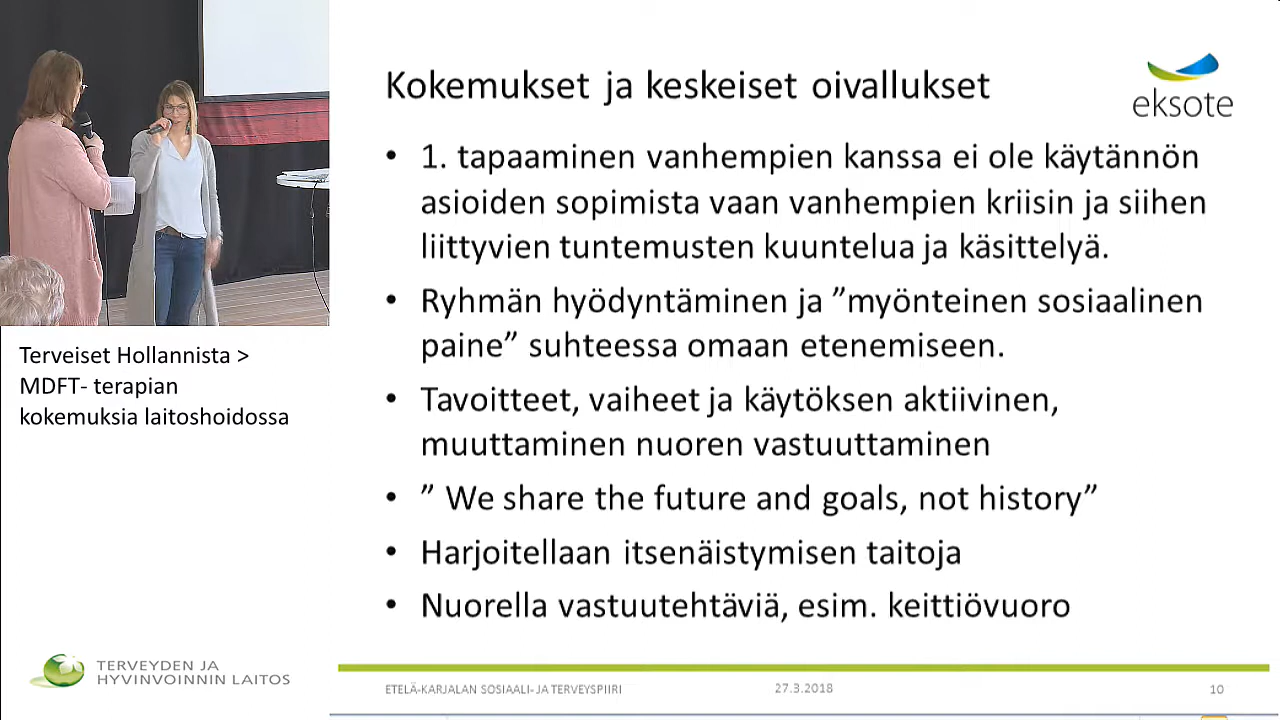 Kokemukset ja keskeiset oivallukset
eksote
• 1. tapaaminen vanhempien kanssa ei ole käytännön
asioiden sopimista vaan vanhempien kriisin ja siihen
liittyvien tuntemusten kuuntelua ja käsittelyä.
• Ryhmän hyödyntäminen ja ”myönteinen sosiaalinen
paine” suhteessa omaan etenemiseen.
• Tavoitteet, vaiheet ja käytöksen aktiivinen,
muuttaminen nuoren vastuuttaminen
• ” We share the future and goals, not history”
• Harjoitellaan itsenäistymisen taitoja
• Nuorella vastuutehtäviä, esim. keittiövuoro
Terveiset Hollannista >
MDFT- terapian
kokemuksia laitoshoidossa
TERVEYDEN JA
HYVINVOINNIN LAITOS
ETELÄ-KARJALAN SOSIAALI- JA TERVEYSPIIRI
27.3.2018
10